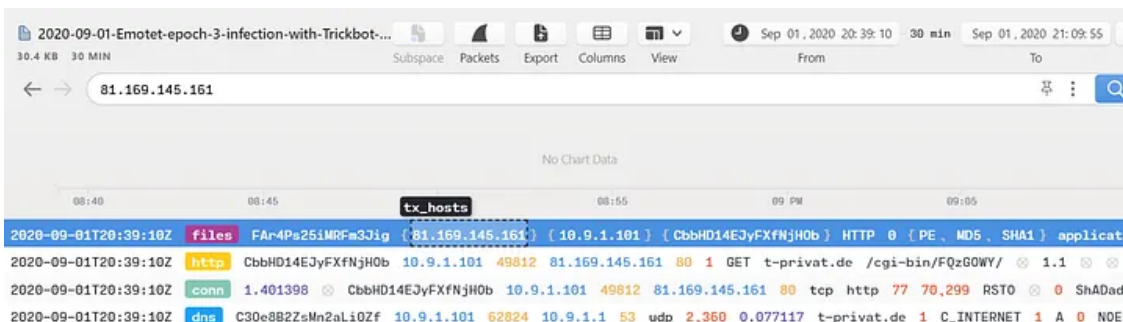 2020-09-01-Emotet-epoch-3-infection-with-Trickbot-...
30.4 KB 30 MIN
Subspace Packets Export Columns View
Sep 01, 2020 20:39:10 30 min Sep 01, 2020 21:09:55
From To
81.169.145.161
No Chart Data
08:40 08:45 08:55 09 PM 09:05
tx_hosts
2020-09-01T20:39:10Z files FAr4Ps25iMRFm3Jig {81.169.145.161} {10.9.1.101} {CbbHD14EJyFXfNjHOb} HTTP 0 {PE, MD5, SHA1} applicat
2020-09-01T20:39:10Z http CbbHD14EJyFXfNjHOb 10.9.1.101 49812 81.169.145.161 80 1 GET t-privat.de /cgi-bin/FQzGOWY/ ⊗ 1.1 ⊗ ⊗
2020-09-01T20:39:10Z conn 1.401398 ⊗ CbbHD14EJyFXfNjHOb 10.9.1.101 49812 81.169.145.161 80 tcp http 77 70,299 RSTO ⊗ 0 ShADad
2020-09-01T20:39:10Z dns C3Oe8B2ZsMn2aLi0Zf 10.9.1.101 62824 10.9.1.1 53 udp 2,360 0.077117 t-privat.de 1 C_INTERNET 1 A 0 NOE